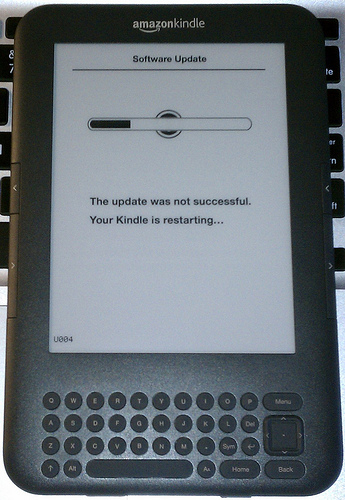 amazonkindle
Software Update
The update was not successful.
Your Kindle is restarting...
U004
Q W E R T Y U I O P Menu
A S D F G H J K L Del
Z X C V B N M . Sym ↵
↑ Alt Aa Home Back